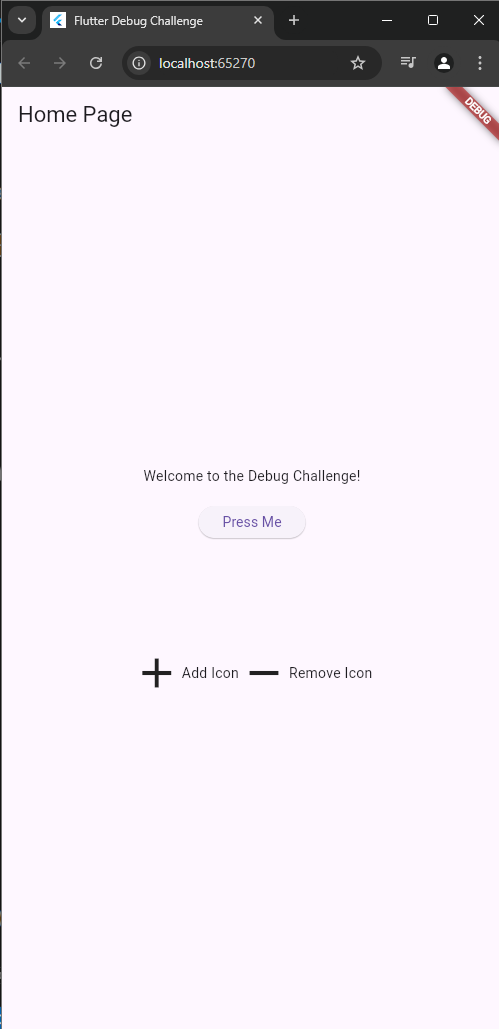 Flutter Debug Challenge
localhost:65270
Home Page
DEBUG
Welcome to the Debug Challenge!
Press Me
Add Icon Remove Icon